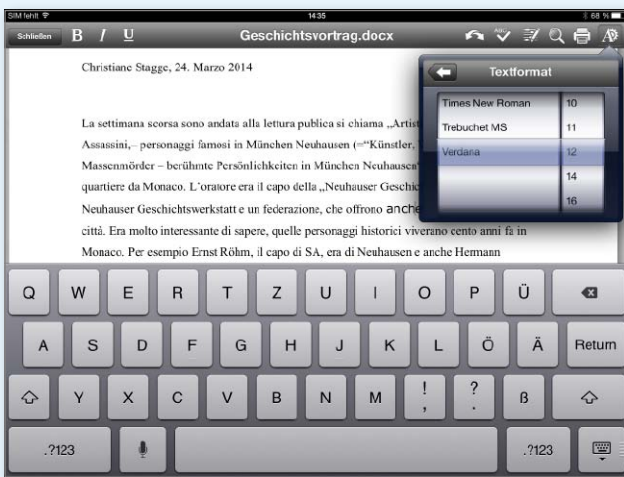 SIM fehlt 14:35 68 %
Schließen B I U Geschichtsvortrag.docx ABC
Textformat
Christiane Stagge, 24. Marzo 2014
Times New Roman 10
Trebuchet MS 11
Verdana 12
14
16
La settimana scorsa sono andata alla lettura publica si chiama „Artist
Assassini,– personaggi famosi in München Neuhausen (=“Künstler,
Massenmörder – berühmte Persönlichkeiten in München Neuhausen“
quartiere da Monaco. L’oratore era il capo della „Neuhauser Geschic
Neuhauser Geschichtswerkstatt e un federazione, che offrono anche
città. Era molto interessante di sapere, quelle personaggi historici viverano cento anni fa in
Monaco. Per esempio Ernst Röhm, il capo di SA, era di Neuhausen e anche Hermann
Q W E R T Z U I O P Ü
A S D F G H J K L Ö Ä Return
Y X C V B N M ! , ? . ß
.?123 .?123